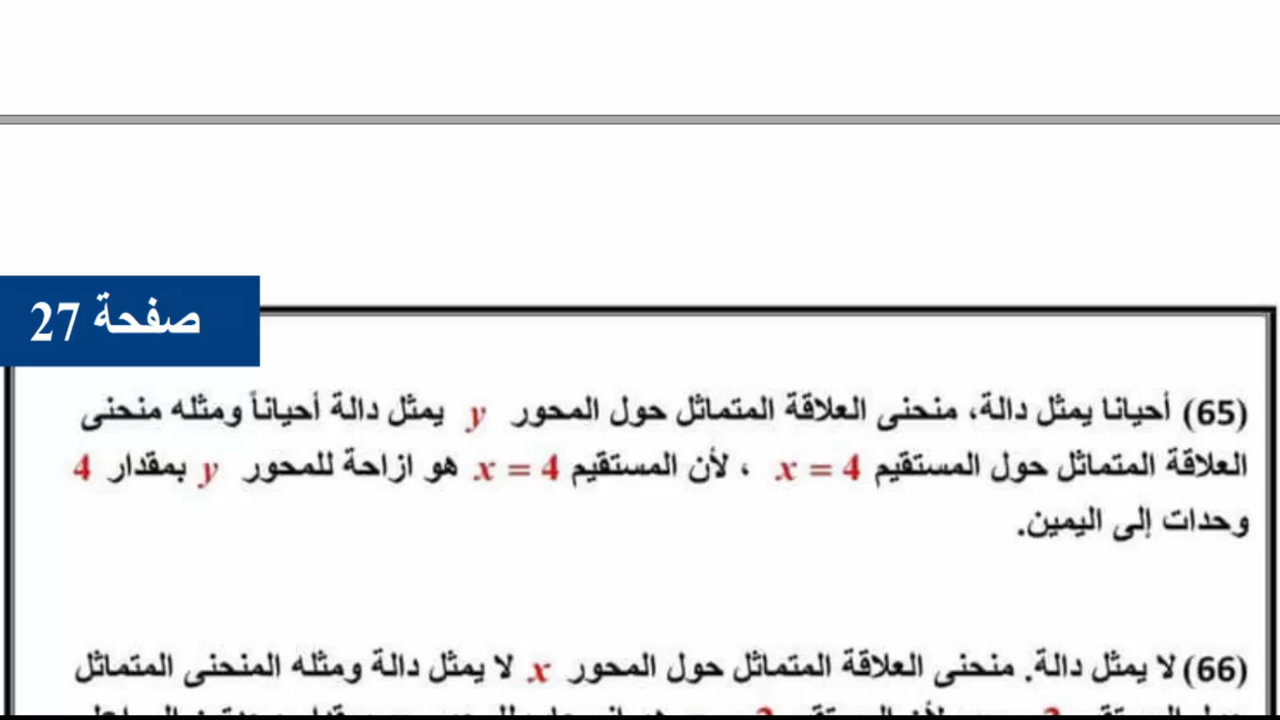 صفحة 27
(65) أحيانا يمثل دالة، منحنى العلاقة المتماثل حول المحور y يمثل دالة أحياناً ومثله منحنى
العلاقة المتماثل حول المستقيم x = 4 ، لأن المستقيم x = 4 هو ازاحة للمحور y بمقدار 4
وحدات إلى اليمين.
(66) لا يمثل دالة. منحنى العلاقة المتماثل حول المحور x لا يمثل دالة ومثله المنحنى المتماثل